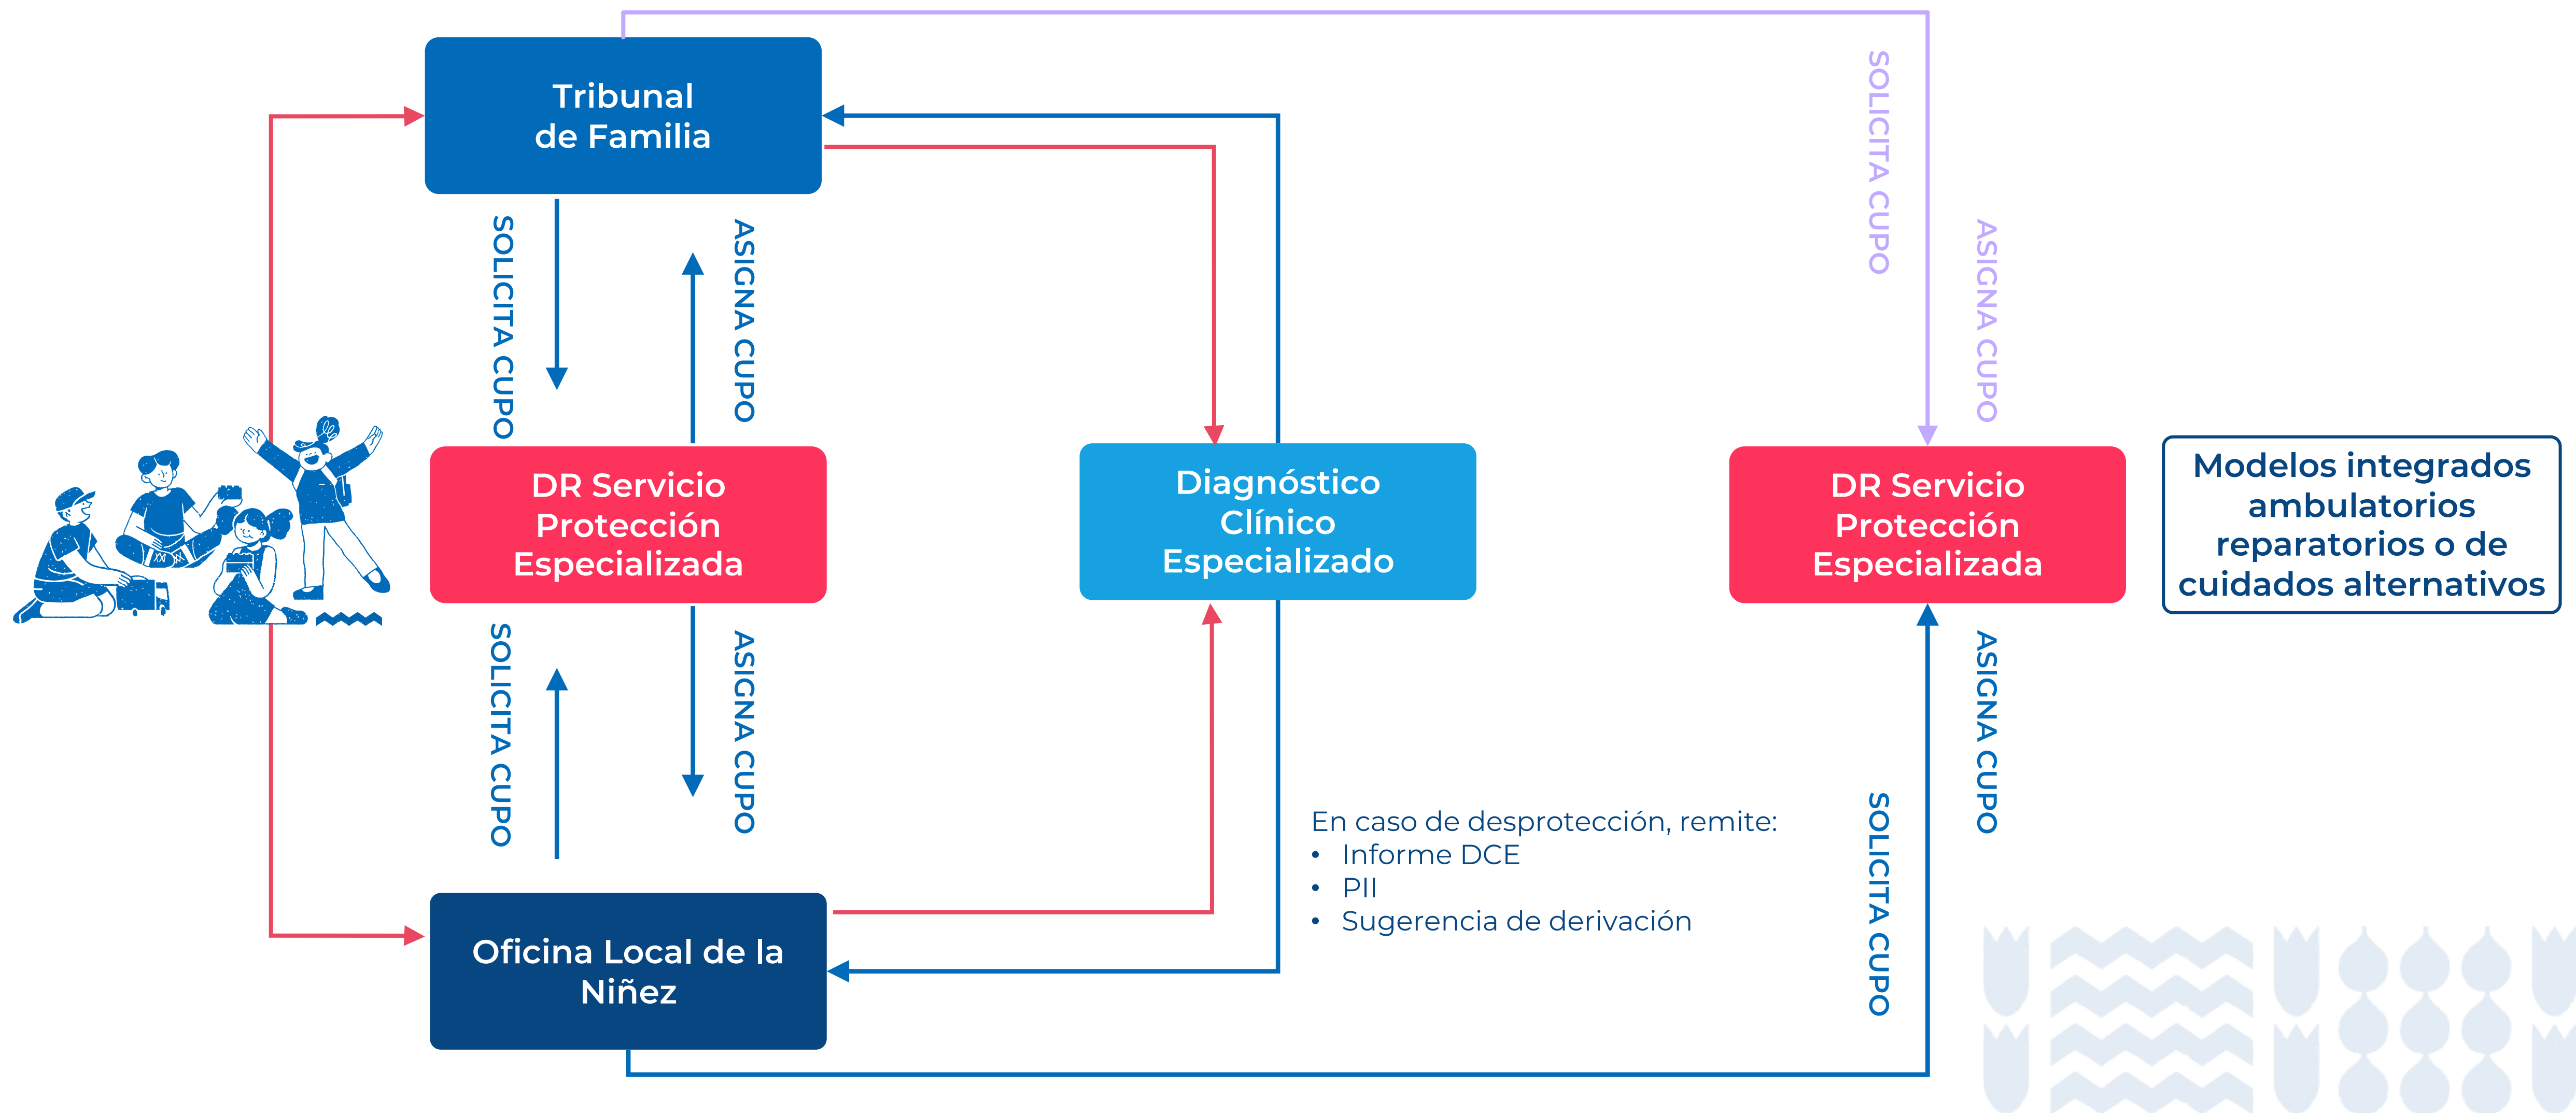 Tribunal
de Familia
SOLICITA CUPO
ASIGNA CUPO
SOLICITA CUPO
ASIGNA CUPO
DR Servicio
Protección
Especializada
Diagnóstico
Clínico
Especializado
DR Servicio
Protección
Especializada
Modelos integrados
ambulatorios
reparatorios o de
cuidados alternativos
SOLICITA CUPO
ASIGNA CUPO
SOLICITA CUPO
ASIGNA CUPO
En caso de desprotección, remite:
• Informe DCE
• PII
• Sugerencia de derivación
Oficina Local de la
Niñez